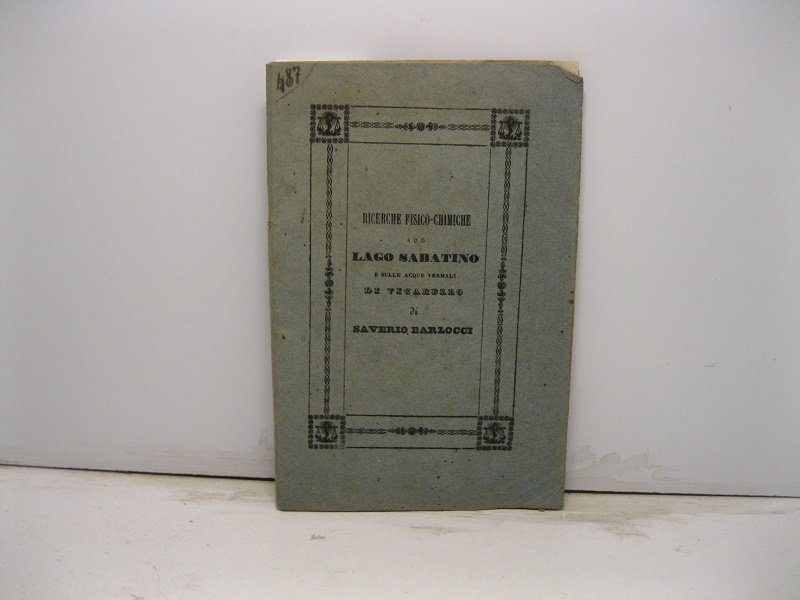 487
RICERCHE FISICO-CHIMICHE
SUL
LAGO SABATINO
E SULLE ACQUE TERMALI
DI VICARELLO
di
SAVERIO BARLOCCI